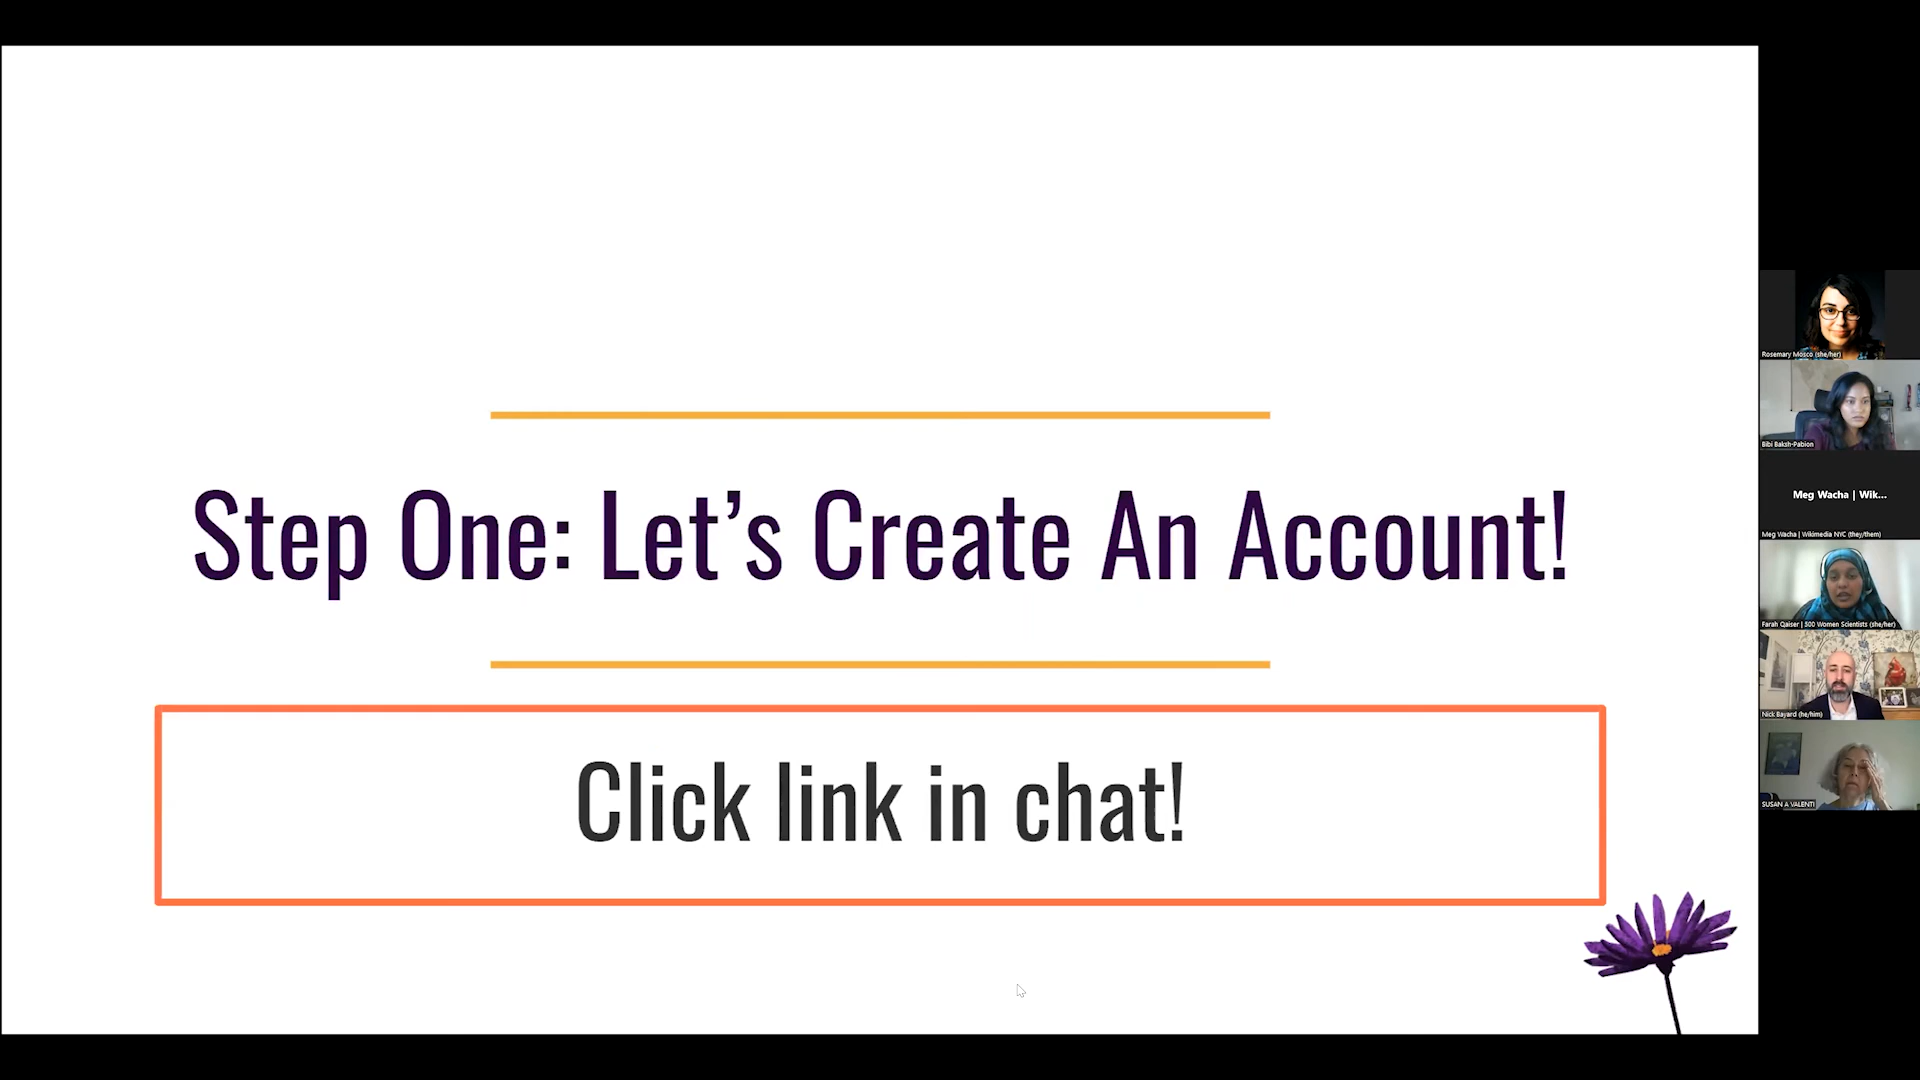 Step One: Let’s Create An Account!
Click link in chat!
Rosemary Mosco (she/her)
Bibi Baksh-Pabion
Meg Wacha | Wik...
Meg Wacha | Wikimedia NYC (they/them)
Farah Qaiser | 500 Women Scientists (she/her)
Nick Bayard (he/him)
SUSAN A VALENTI